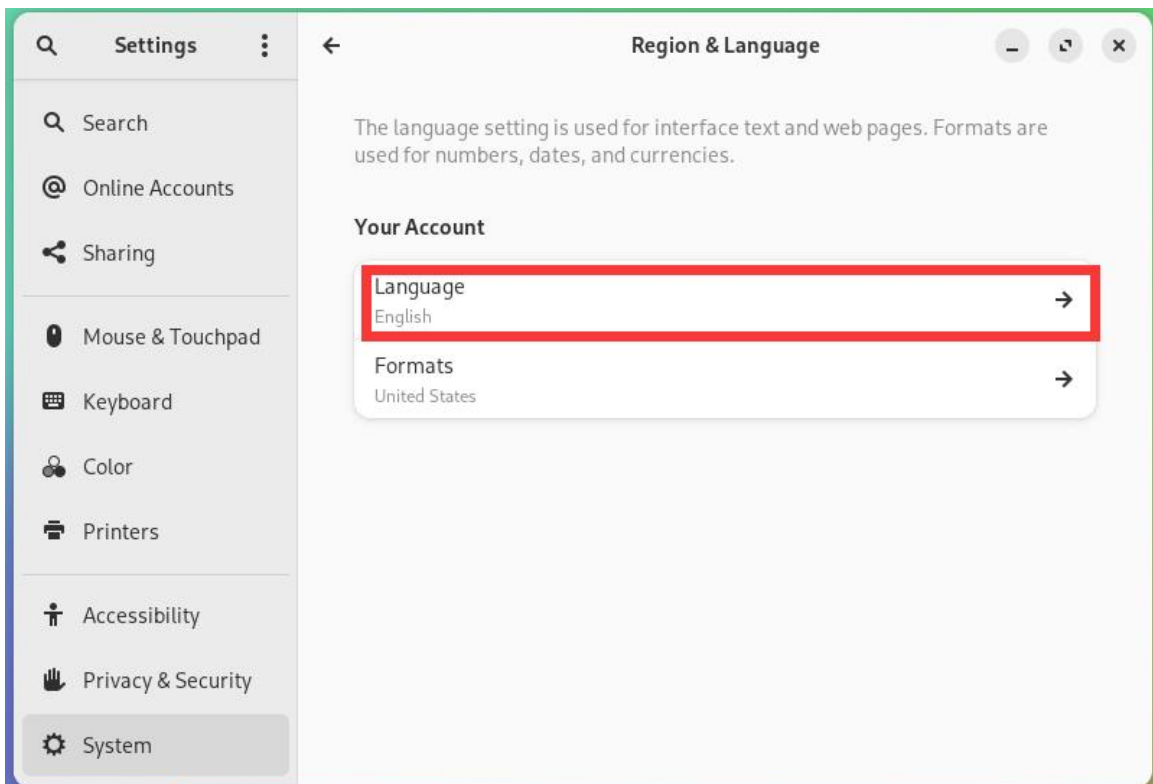 Settings
Region & Language
Search
Online Accounts
Sharing
Mouse & Touchpad
Keyboard
Color
Printers
Accessibility
Privacy & Security
System
The language setting is used for interface text and web pages. Formats are
used for numbers, dates, and currencies.
Your Account
Language
English
Formats
United States